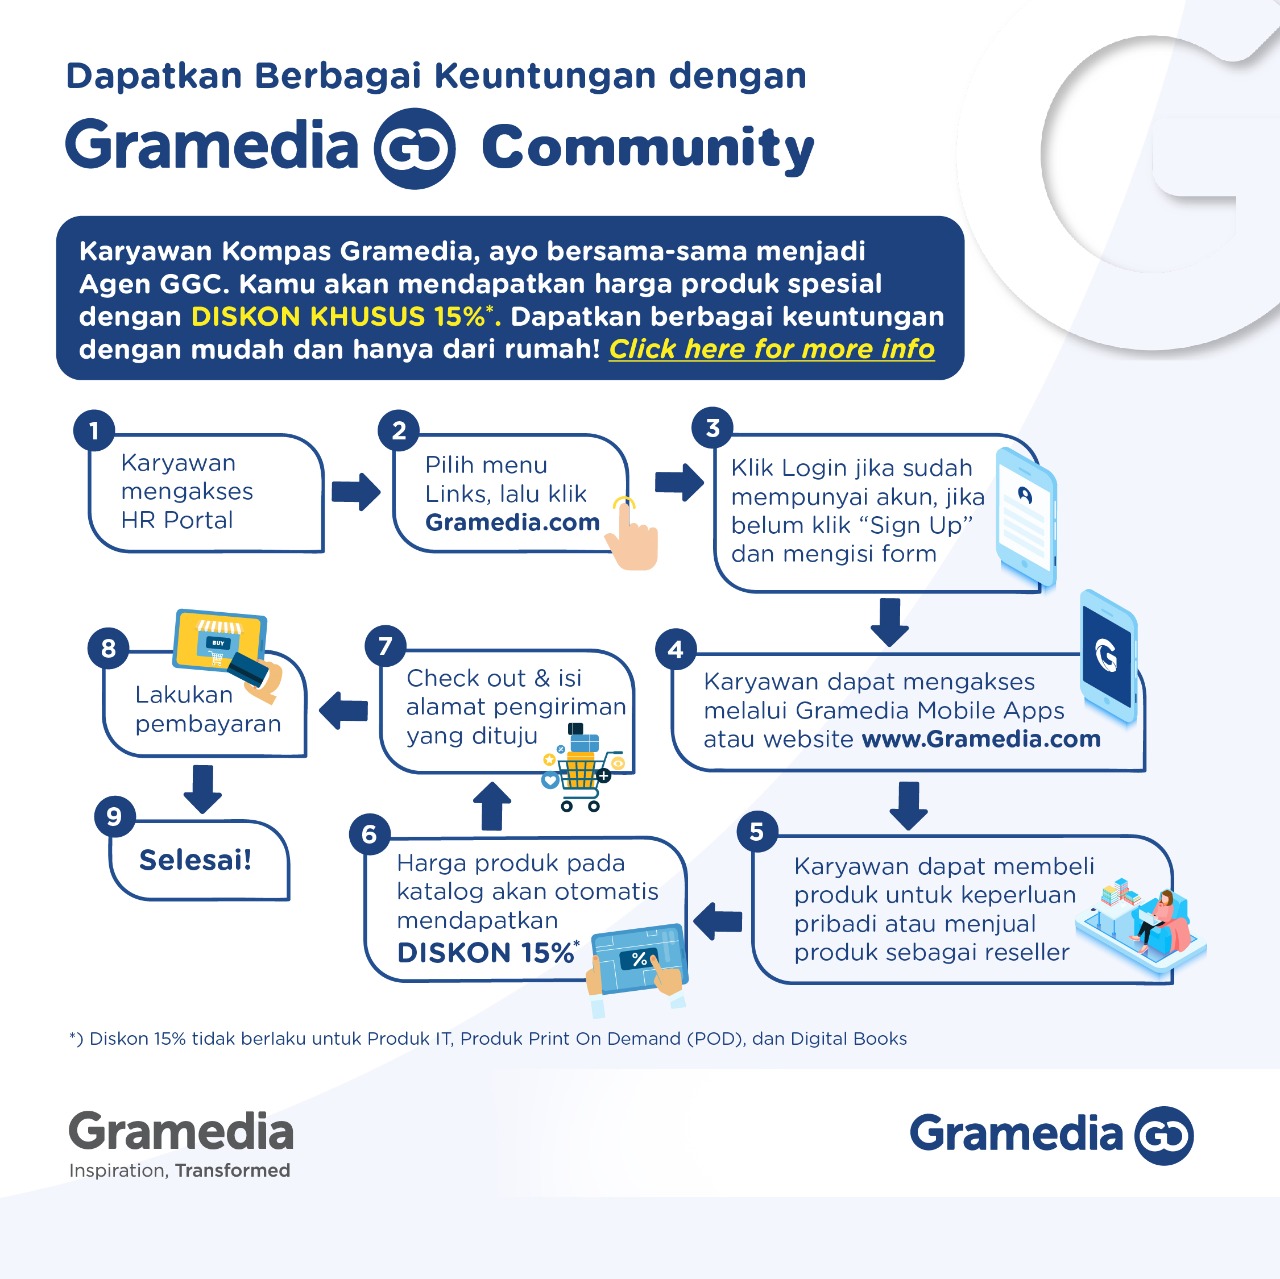 Dapatkan Berbagai Keuntungan dengan
Gramedia GO Community
Karyawan Kompas Gramedia, ayo bersama-sama menjadi
Agen GGC. Kamu akan mendapatkan harga produk spesial
dengan DISKON KHUSUS 15%*. Dapatkan berbagai keuntungan
dengan mudah dan hanya dari rumah! Click here for more info
1
Karyawan
mengakses
HR Portal
2
Pilih menu
Links, lalu klik
Gramedia.com
3
Klik Login jika sudah
mempunyai akun, jika
belum klik “Sign Up”
dan mengisi form
4
Karyawan dapat mengakses
melalui Gramedia Mobile Apps
atau website www.Gramedia.com
G
5
Karyawan dapat membeli
produk untuk keperluan
pribadi atau menjual
produk sebagai reseller
6
Harga produk pada
katalog akan otomatis
mendapatkan
DISKON 15%*
%
7
Check out & isi
alamat pengiriman
yang dituju
8
Lakukan
pembayaran
BUY
9
Selesai!
*) Diskon 15% tidak berlaku untuk Produk IT, Produk Print On Demand (POD), dan Digital Books
Gramedia
Inspiration, Transformed
Gramedia GO